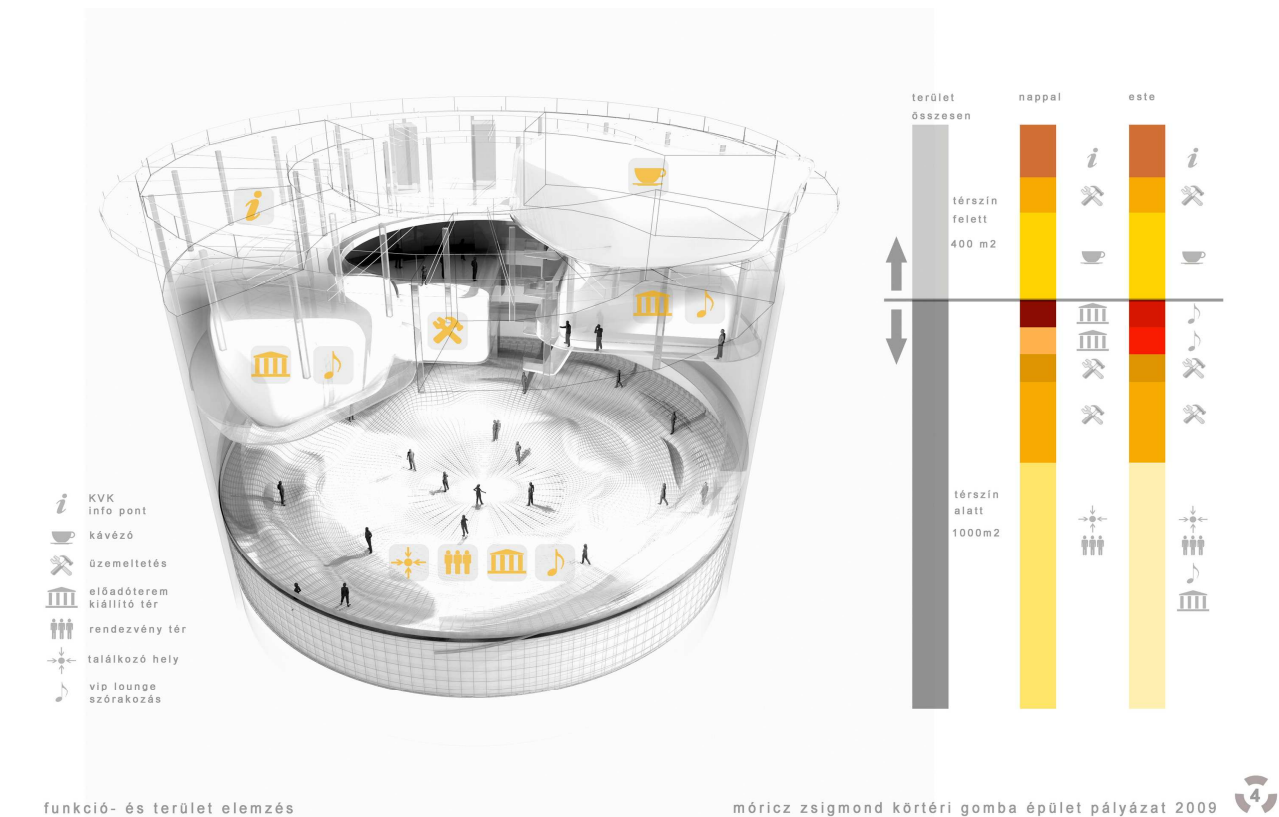 terület
összesen
nappal
este
térszín
felett
400 m2
térszín
alatt
1000m2
KVK
info pont
kávézó
üzemeltetés
előadóterem
kiállító tér
rendezvény tér
találkozó hely
vip lounge
szórakozás
funkció- és terület elemzés
móricz zsigmond körtéri gomba épület pályázat 2009
4